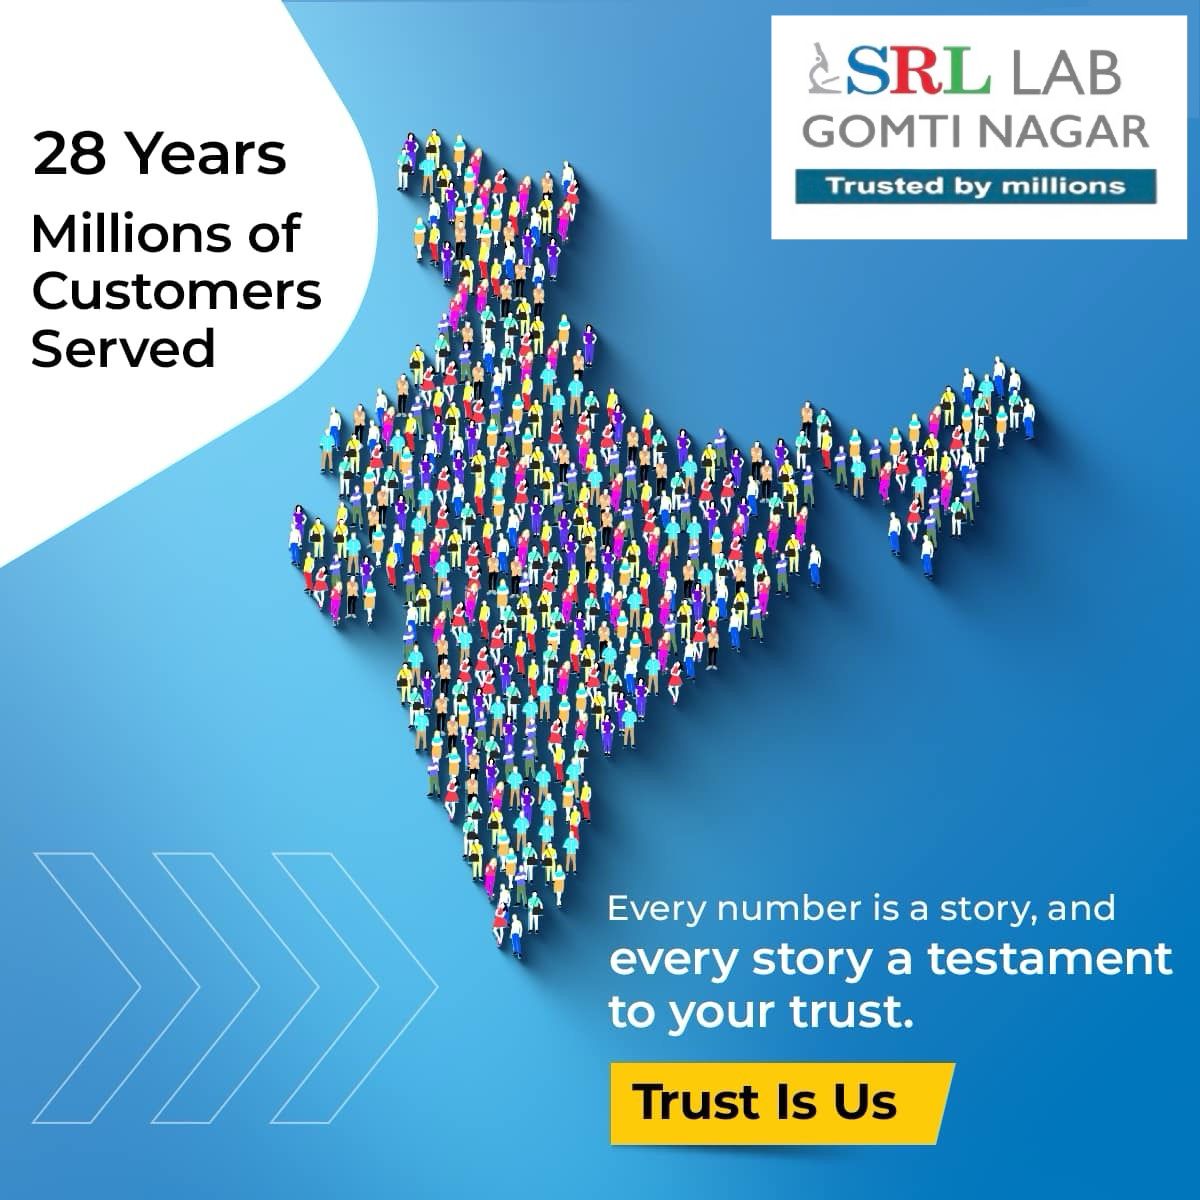 28 Years
Millions of
Customers
Served
SRL LAB
GOMTI NAGAR
Trusted by millions
Every number is a story, and
every story a testament
to your trust.
Trust Is Us